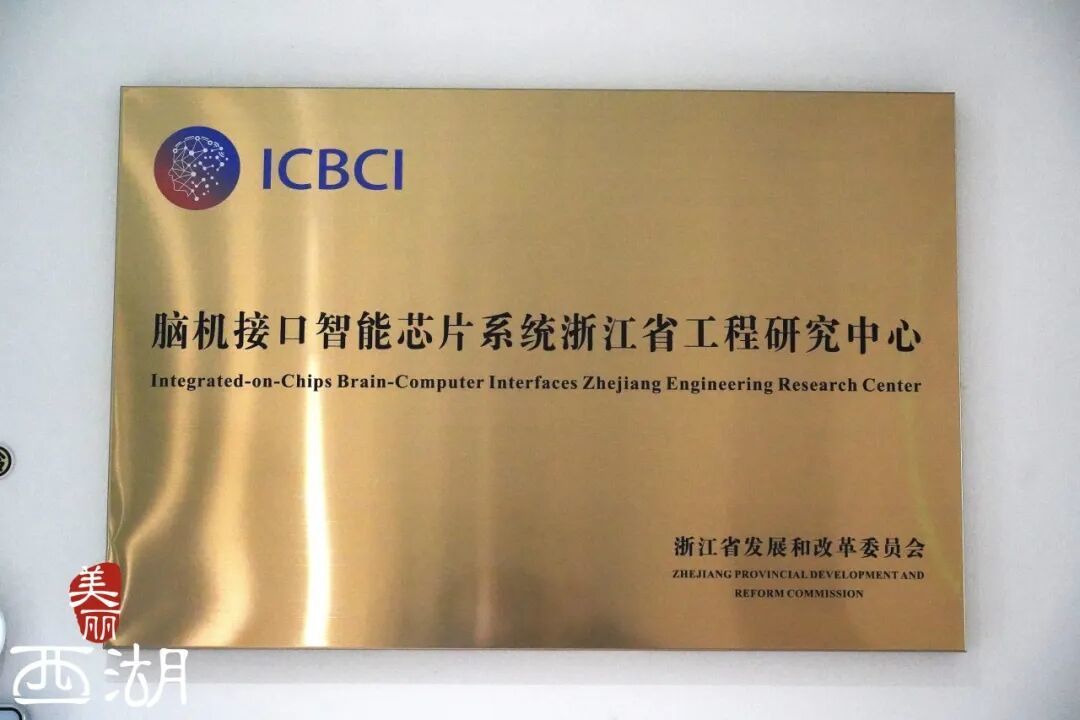 ICBCI
脑机接口智能芯片系统浙江省工程研究中心
Integrated-on-Chips Brain-Computer Interfaces Zhejiang Engineering Research Center
浙江省发展和改革委员会
ZHEJIANG PROVINCIAL DEVELOPMENT AND
REFORM COMMISSION
美丽
西湖